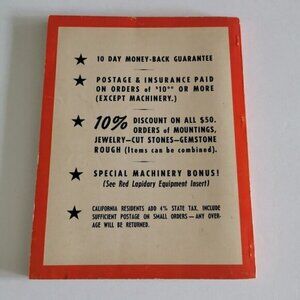 ★ 10 DAY MONEY-BACK GUARANTEE
★ POSTAGE & INSURANCE PAID
ON ORDERS of $10⁰⁰ OR MORE
(EXCEPT MACHINERY.)
★ 10% DISCOUNT ON ALL $50.
ORDERS of MOUNTINGS,
JEWELRY—CUT STONES—GEMSTONE
ROUGH (Items can be combined).
★ SPECIAL MACHINERY BONUS!
(See Red Lapidary Equipment Insert)
★ CALIFORNIA RESIDENTS ADD 4% STATE TAX. INCLUDE
SUFFICIENT POSTAGE ON SMALL ORDERS — ANY OVER-
AGE WILL BE RETURNED.